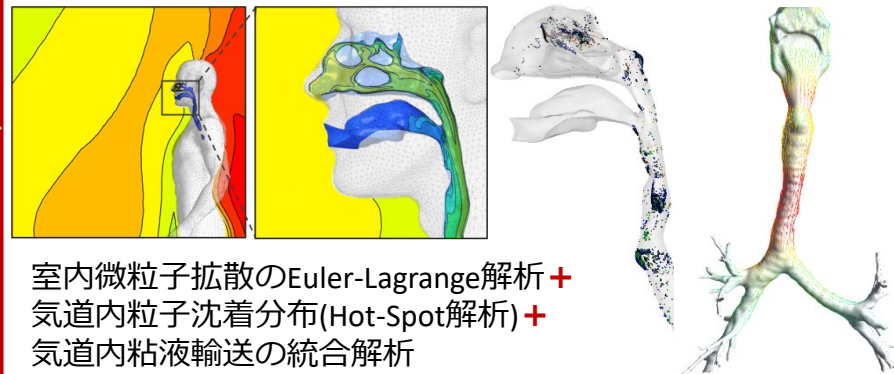 室内微粒子拡散のEuler-Lagrange解析+
気道内粒子沈着分布(Hot-Spot解析)+
気道内粘液輸送の統合解析